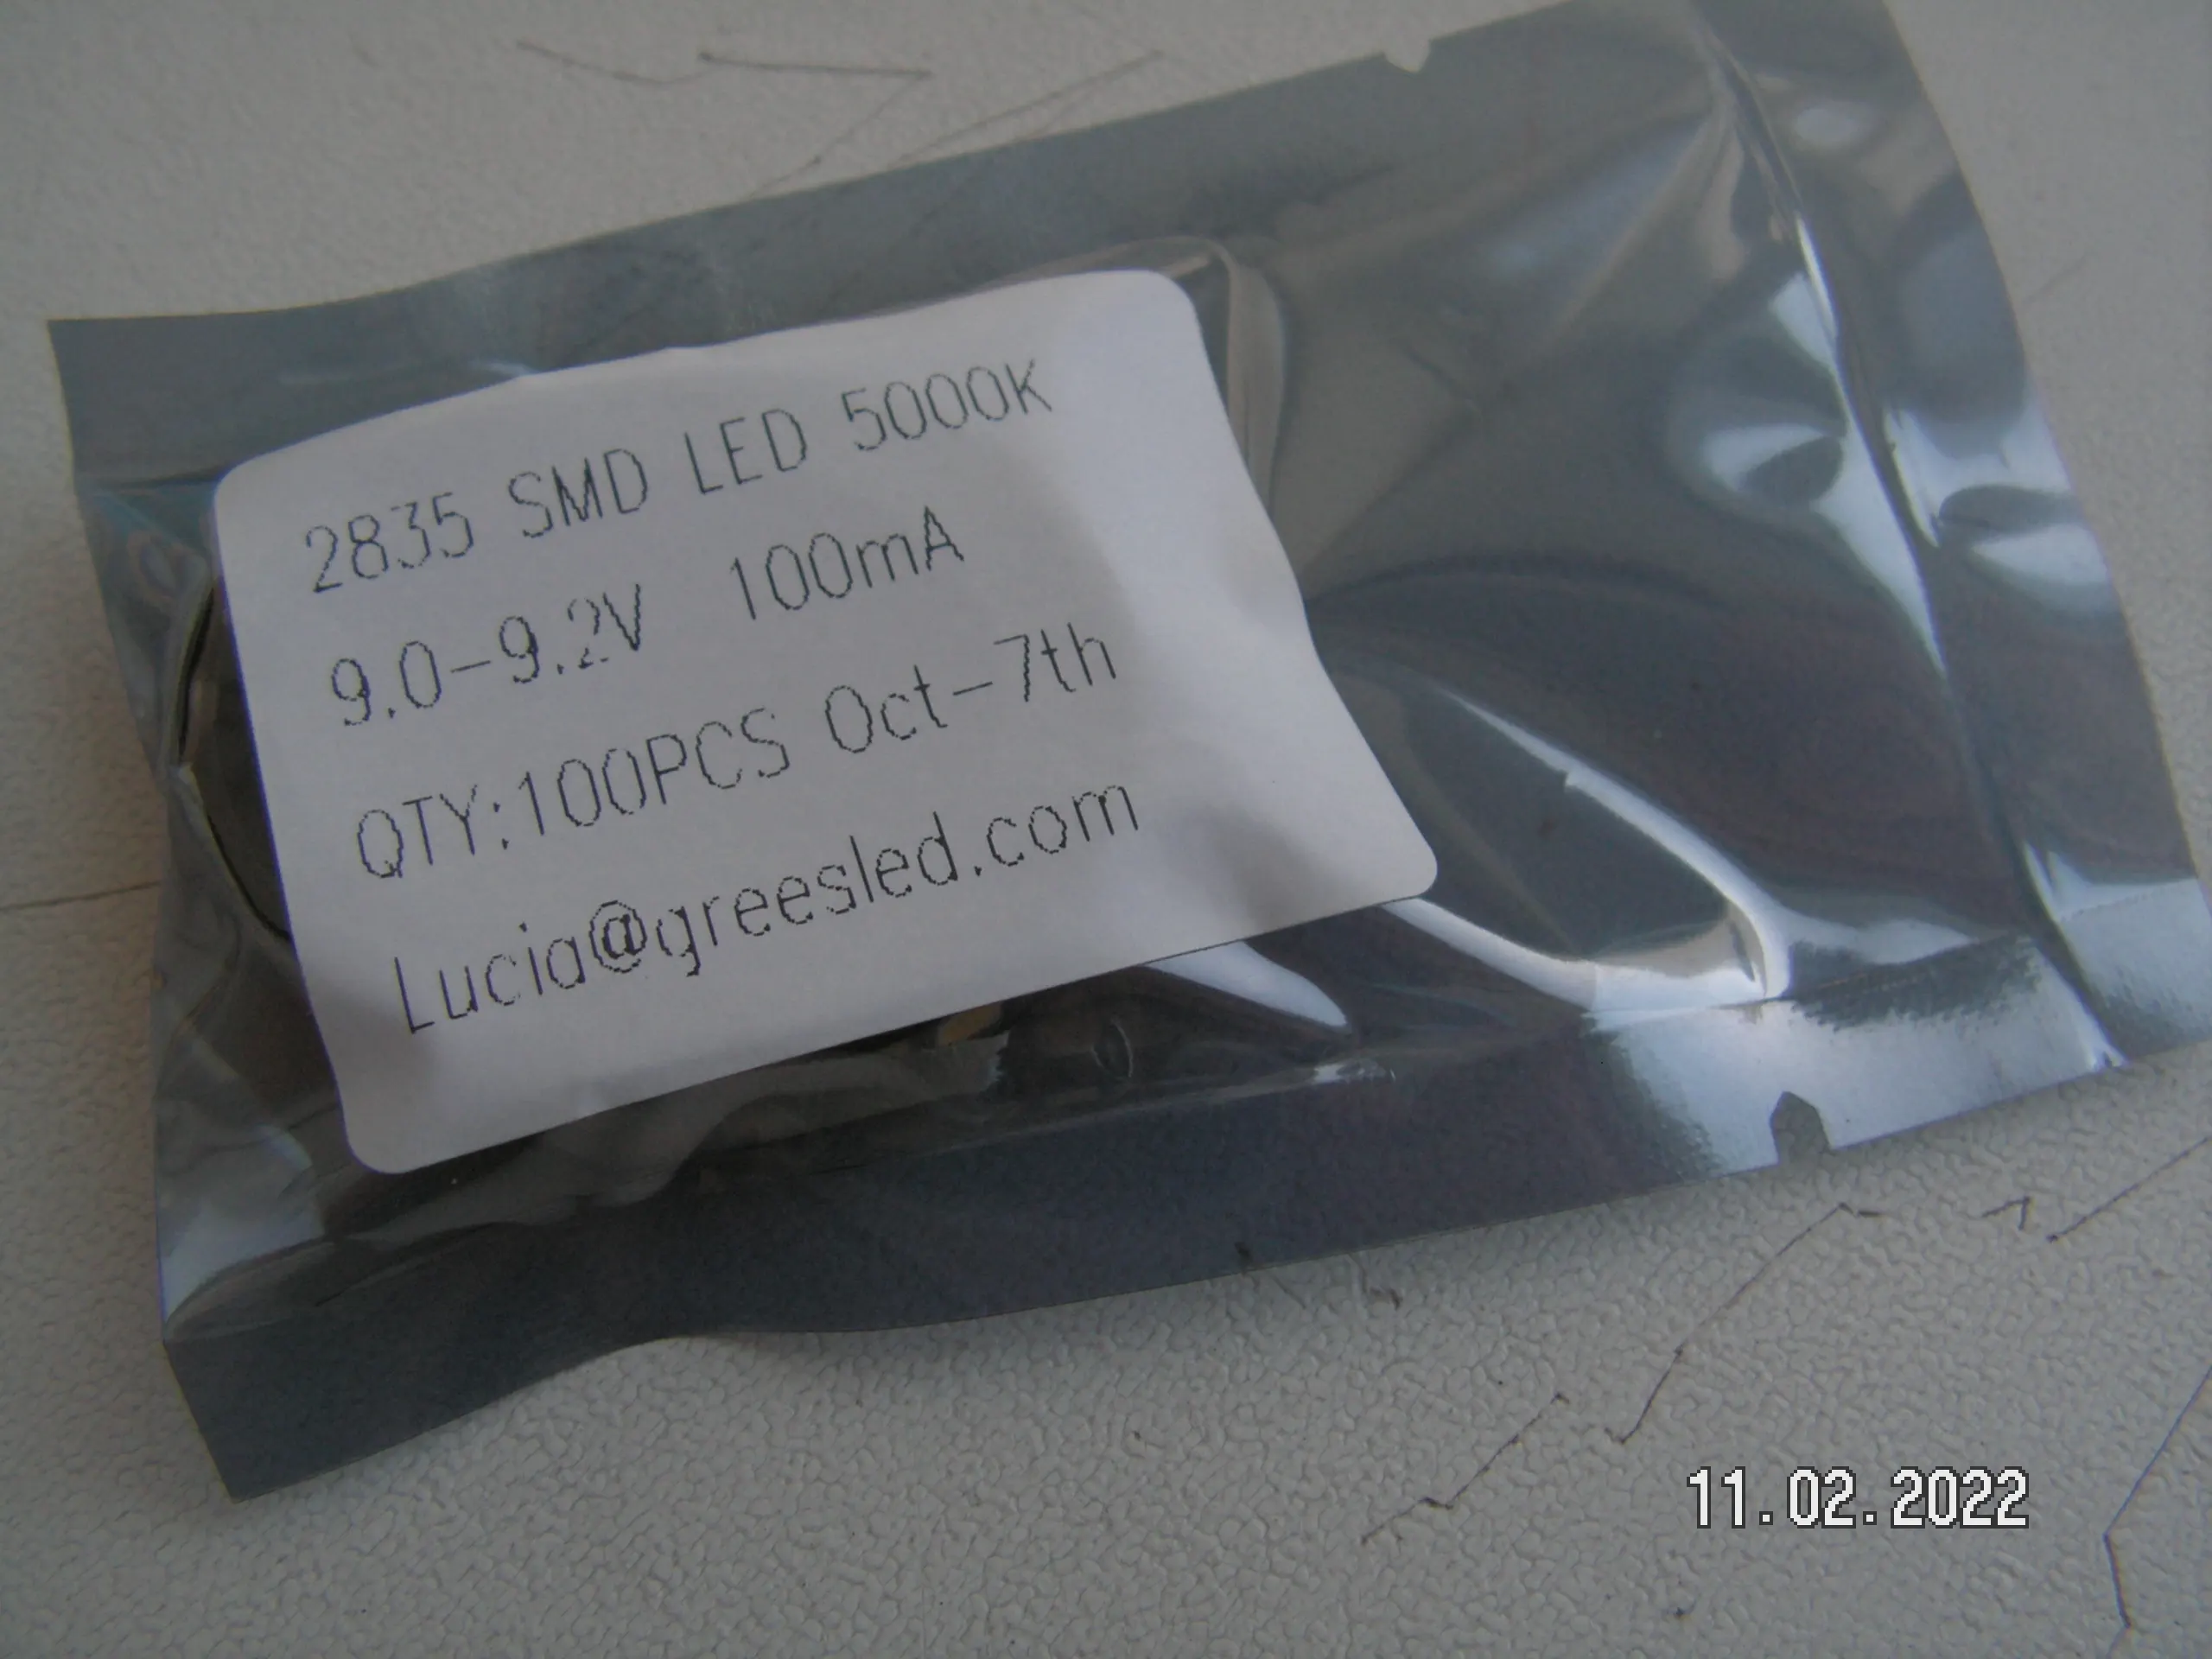 2835 SMD LED 5000K
9.0-9.2V 100mA
QTY:100PCS Oct-7th
Lucia@greesled.com
11.02.2022